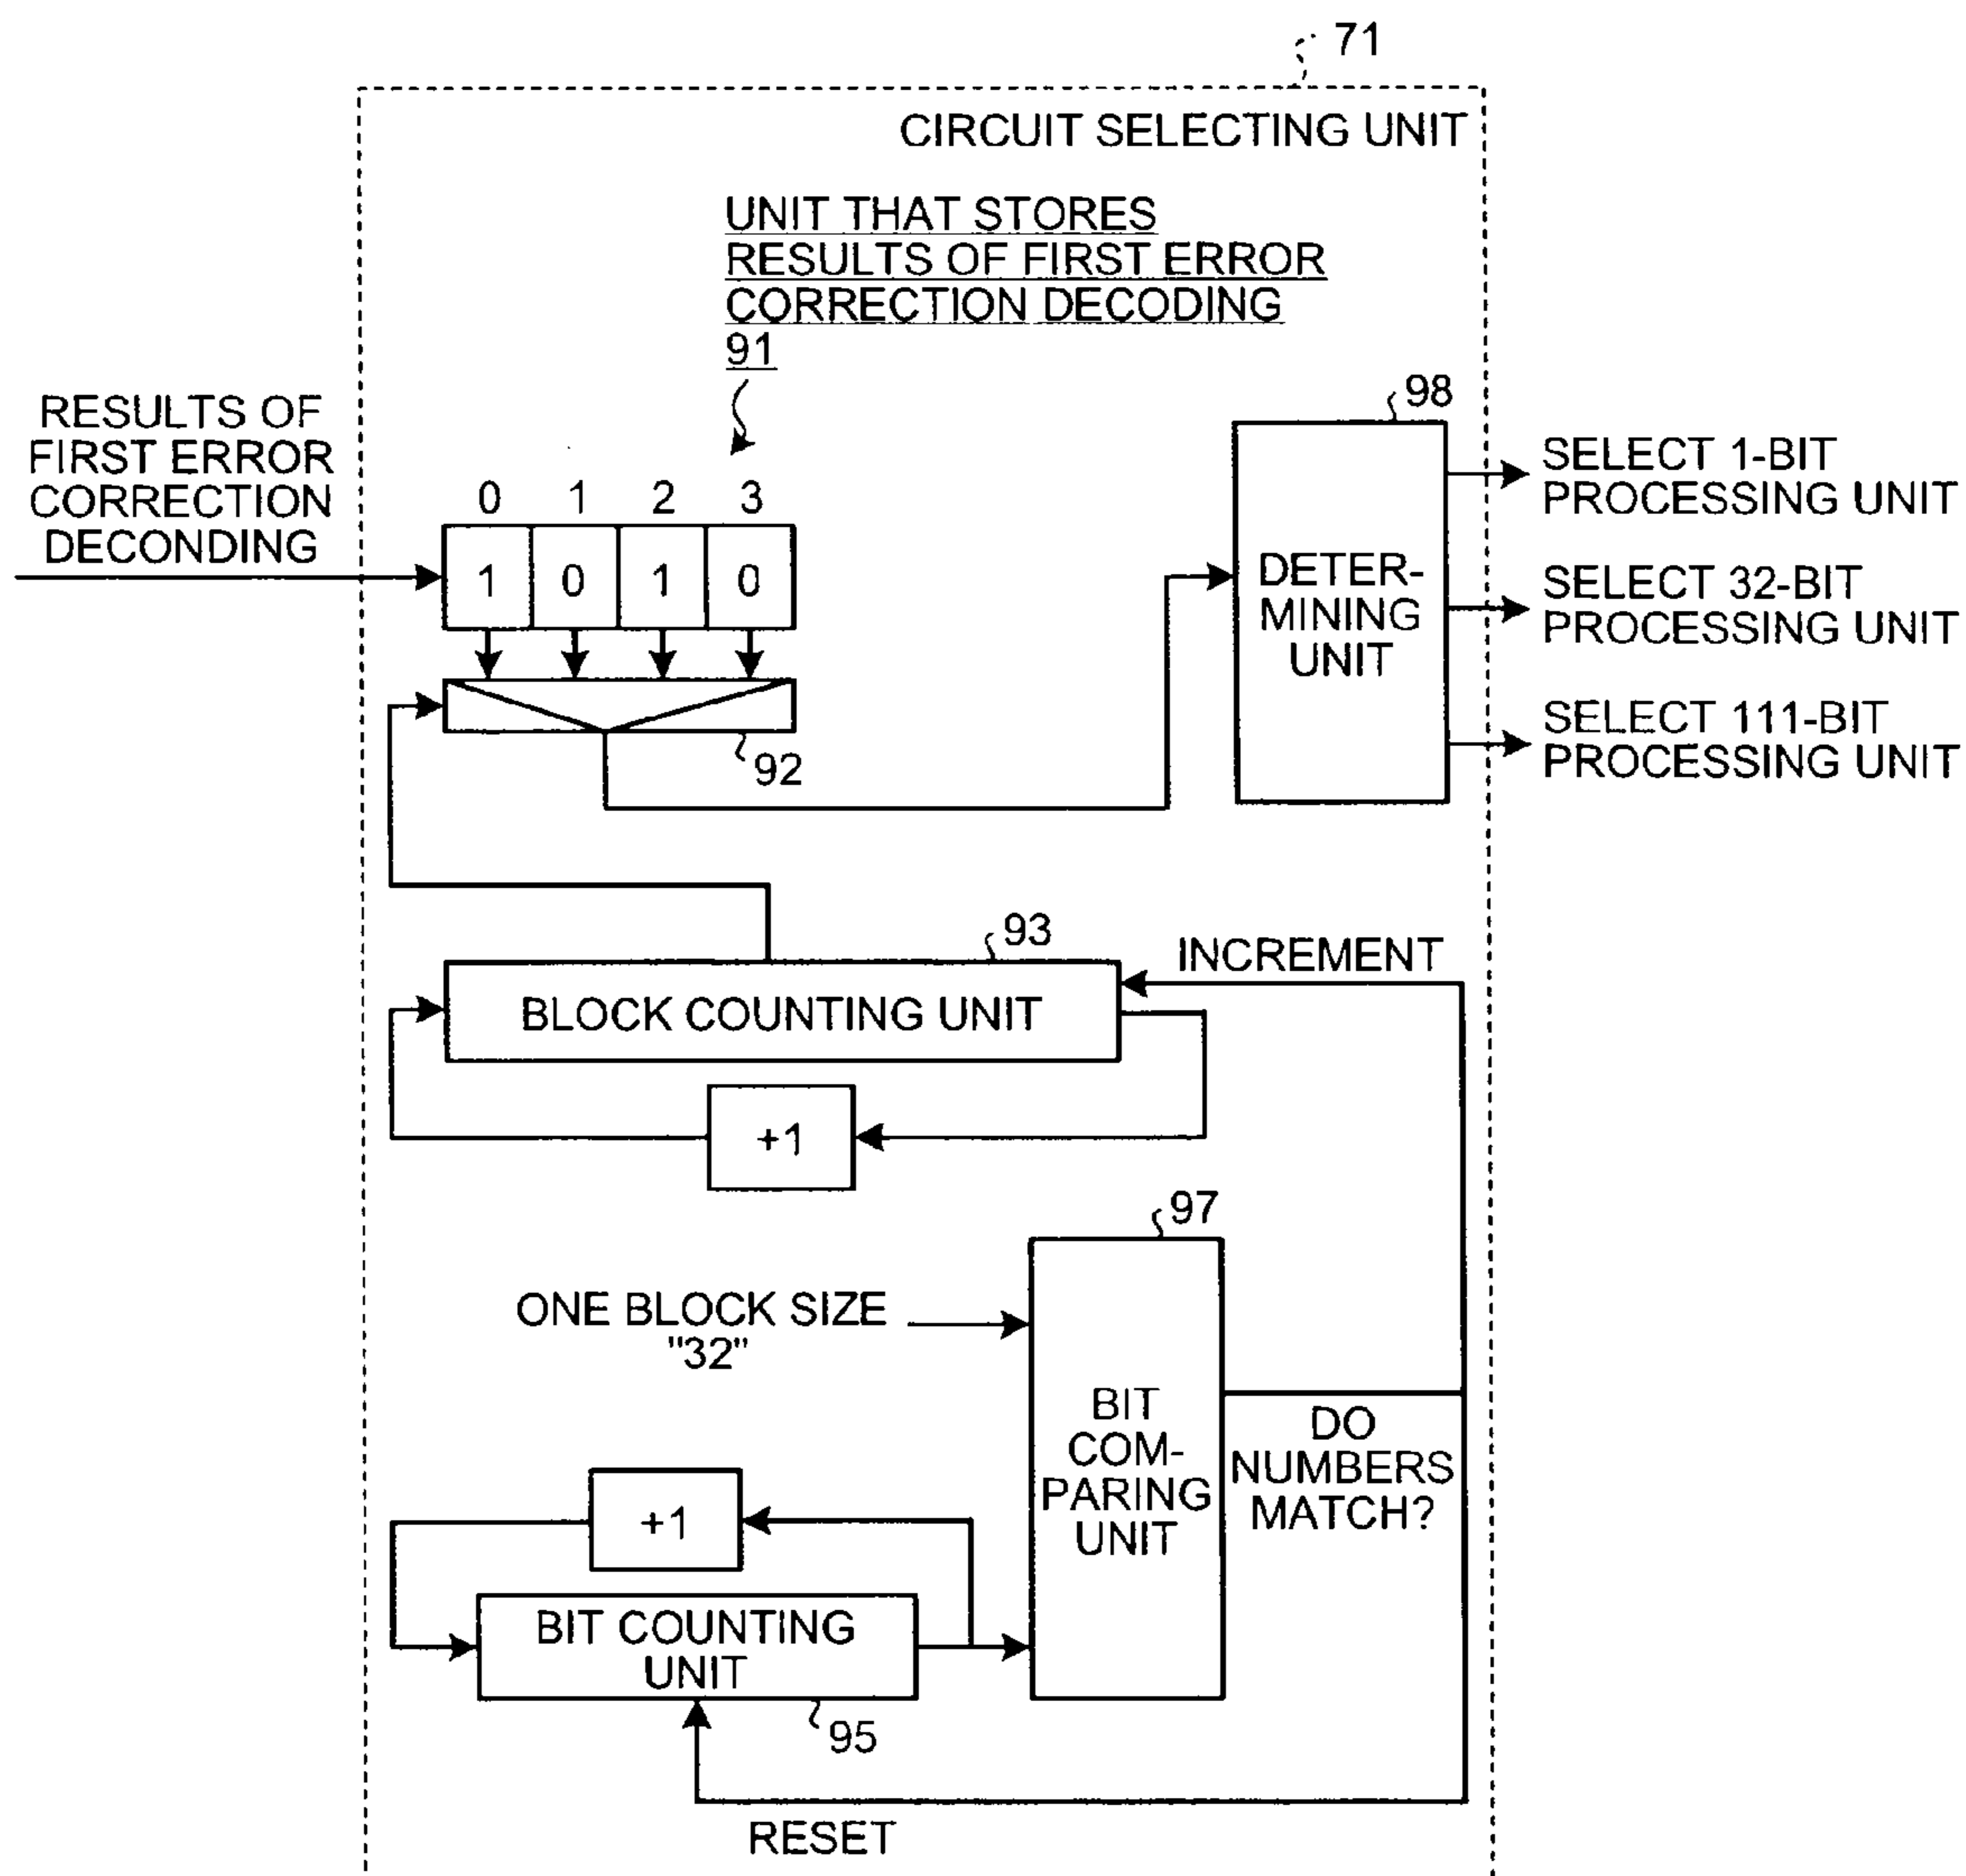 71
CIRCUIT SELECTING UNIT
UNIT THAT STORES
RESULTS OF FIRST ERROR
CORRECTION DECODING
91
RESULTS OF
FIRST ERROR
CORRECTION
DECONDING
0 1 2 3
1 0 1 0
92
98
DETER-
MINING
UNIT
SELECT 1-BIT
PROCESSING UNIT
SELECT 32-BIT
PROCESSING UNIT
SELECT 111-BIT
PROCESSING UNIT
93
INCREMENT
BLOCK COUNTING UNIT
+1
97
ONE BLOCK SIZE
"32"
BIT
COM-
PARING
UNIT
DO
NUMBERS
MATCH?
+1
BIT COUNTING
UNIT
95
RESET